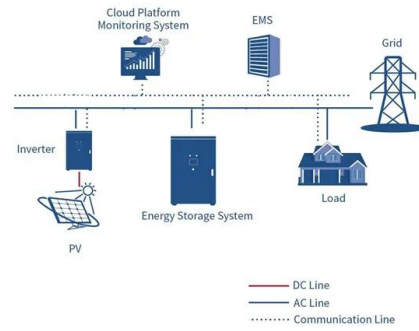 Cloud Platform
Monitoring System
EMS
Grid
Inverter
Energy Storage System
Load
PV
DC Line
AC Line
Communication Line